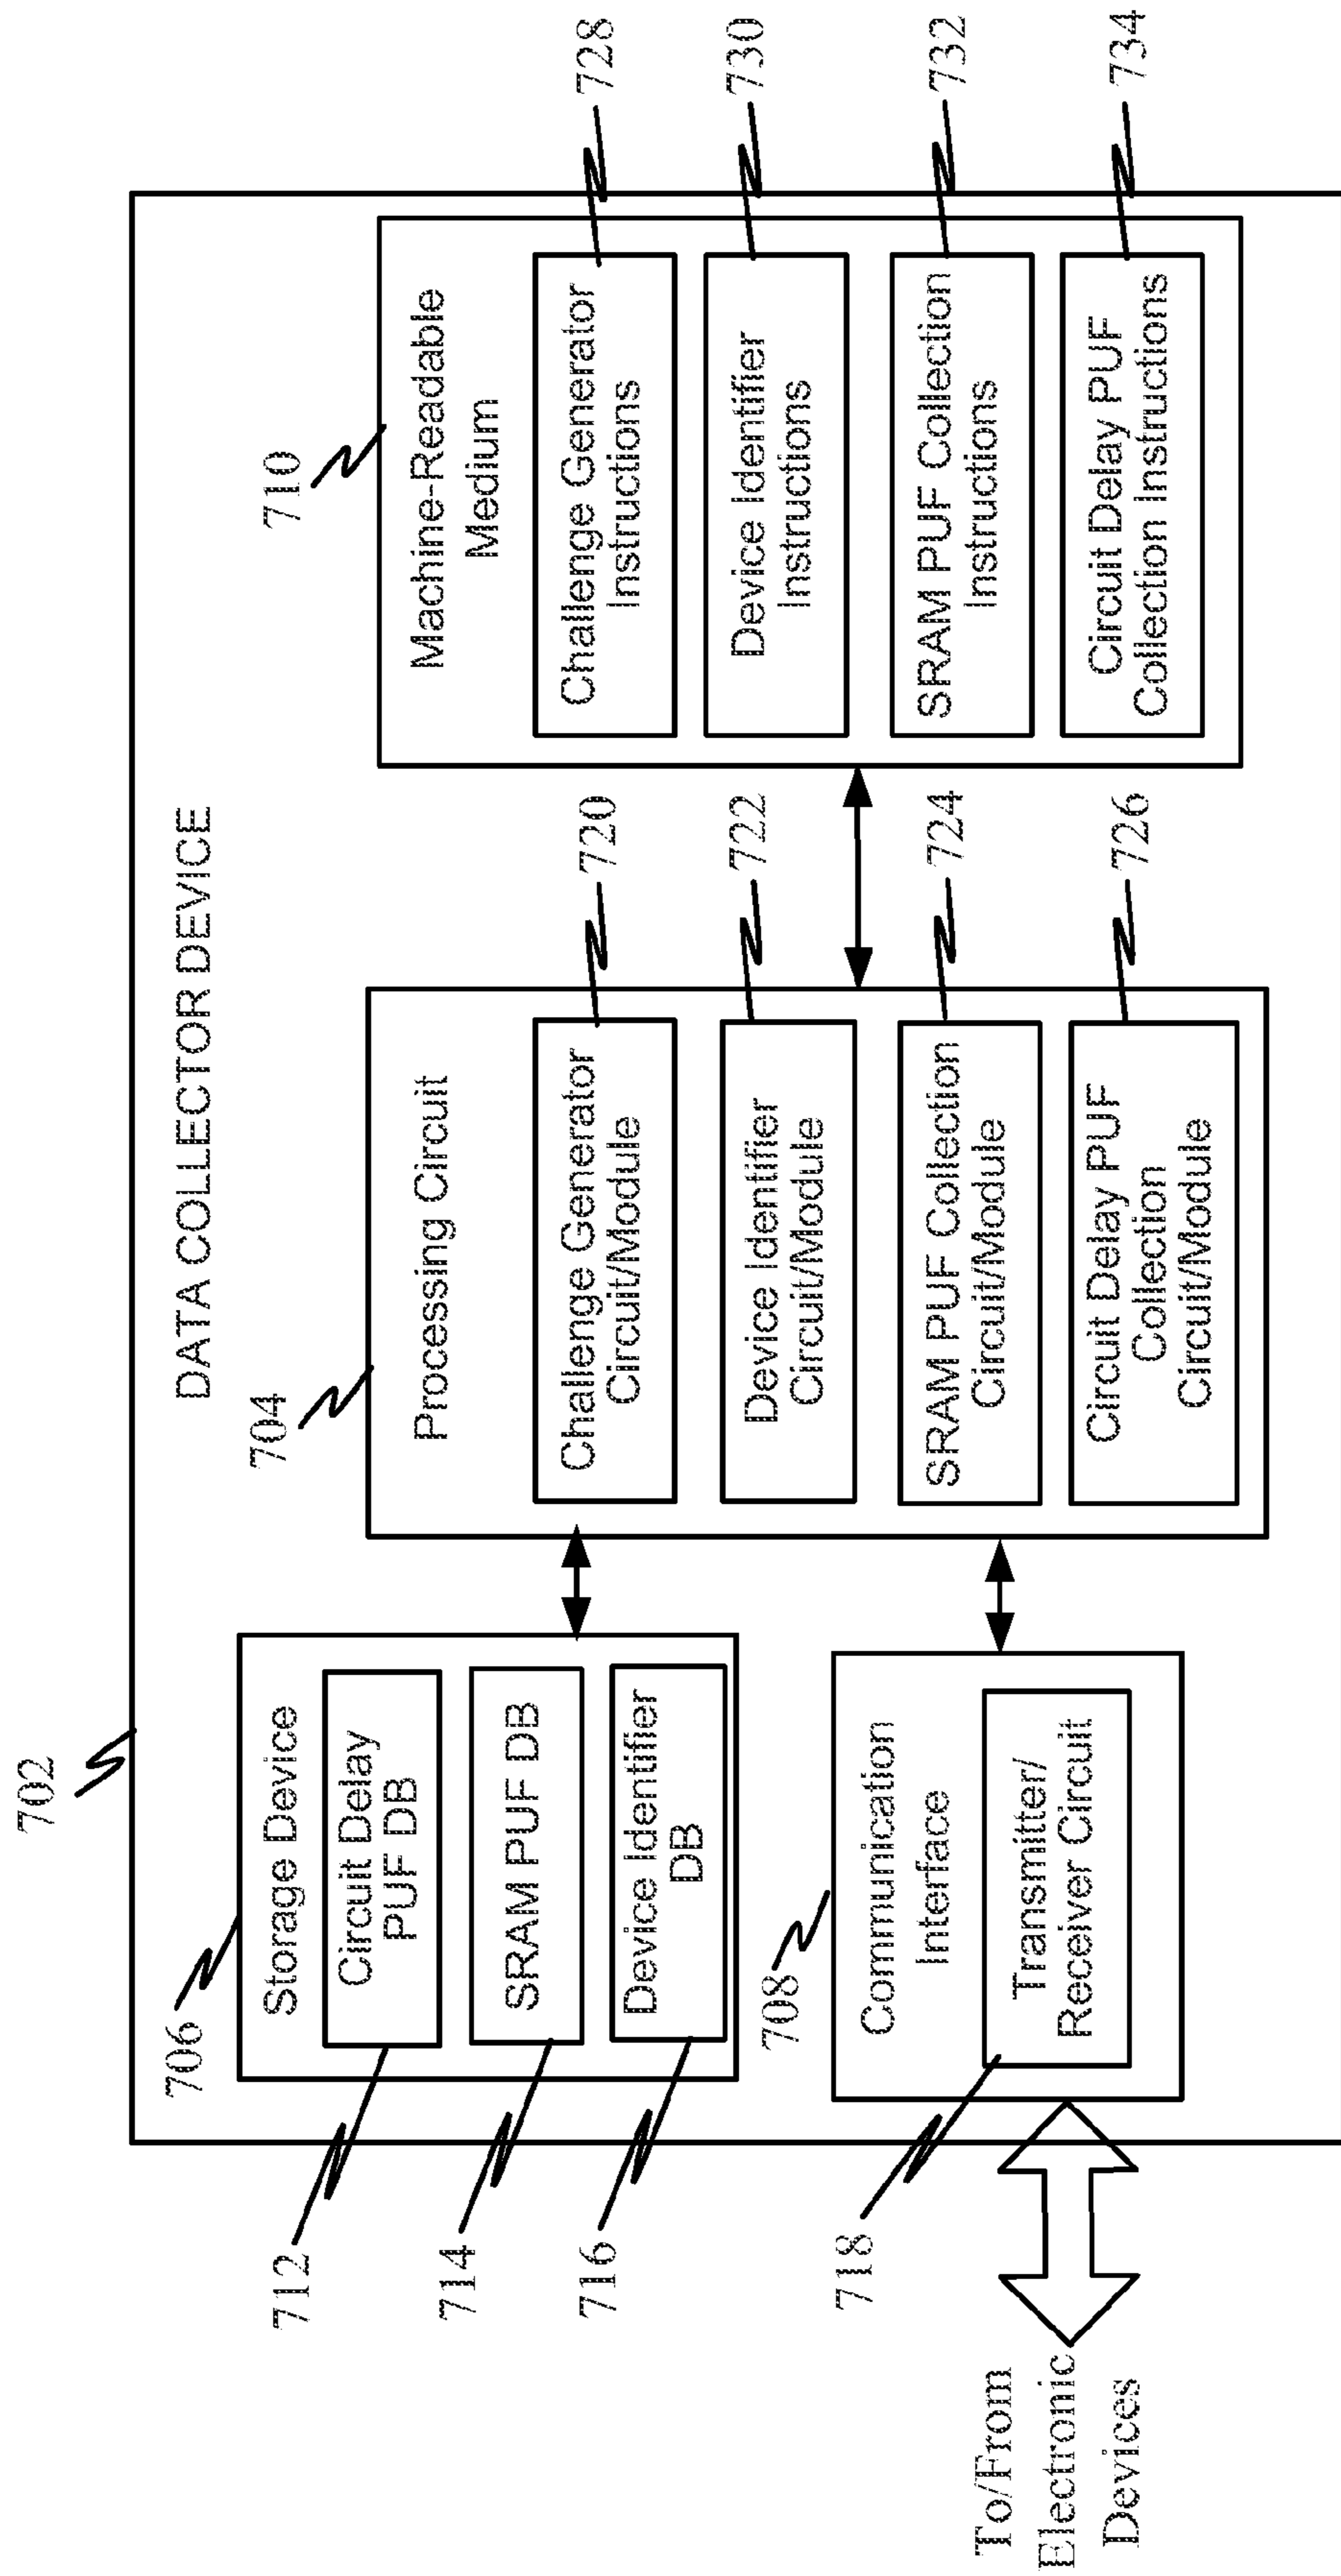 702
DATA COLLECTOR DEVICE
706
Storage Device
Circuit Delay
PUF DB
SRAM PUF DB
Device Identifier
DB
712
714
716
708
Communication
Interface
Transmitter/
Receiver Circuit
718
To/From
Electronic
Devices
704
Processing Circuit
Challenge Generator
Circuit/Module
720
Device Identifier
Circuit/Module
722
SRAM PUF Collection
Circuit/Module
724
Circuit Delay PUF
Collection
Circuit/Module
726
710
Machine-Readable
Medium
Challenge Generator
Instructions
728
Device Identifier
Instructions
730
SRAM PUF Collection
Instructions
732
Circuit Delay PUF
Collection Instructions
734